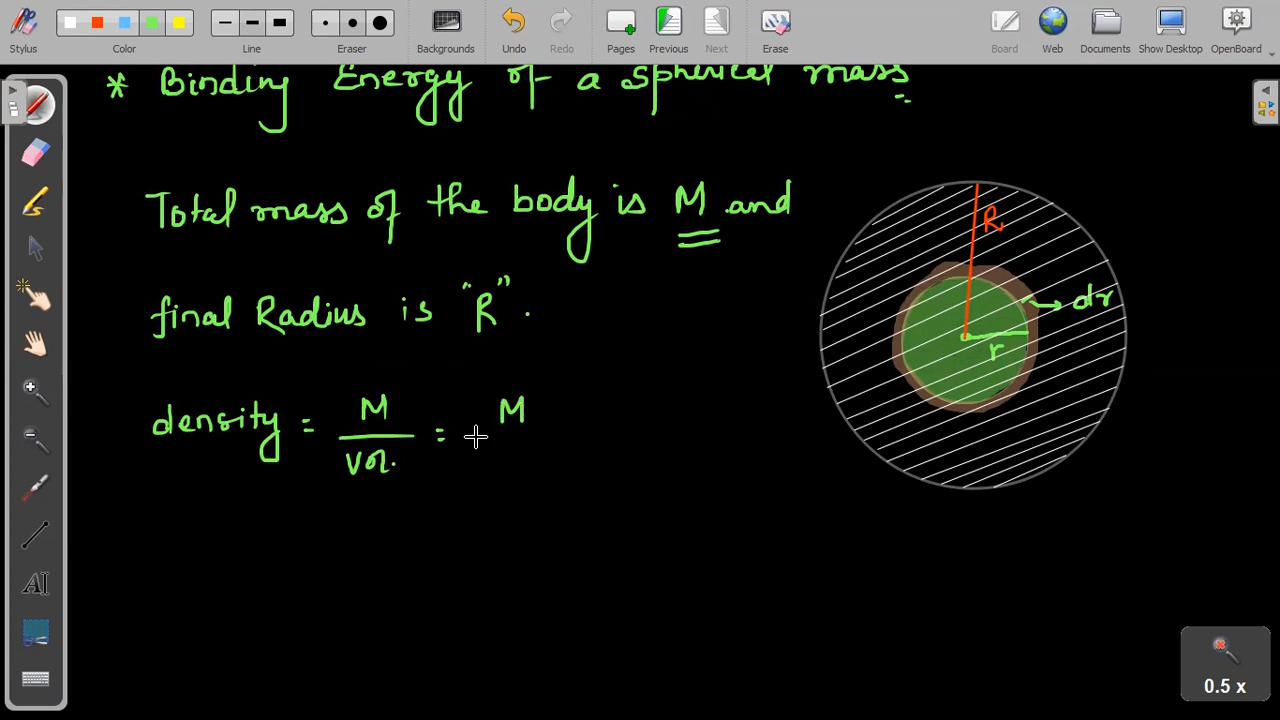 Stylus
Color
Line
Eraser
Backgrounds
Undo
Redo
Pages
Previous
Next
Erase
Board
Web
Documents
Show Desktop
OpenBoard
* Binding Energy of a Spherical mass
Total mass of the body is M and
final Radius is "R".
density = M / Vol. = M
R
dr
r
0.5 x